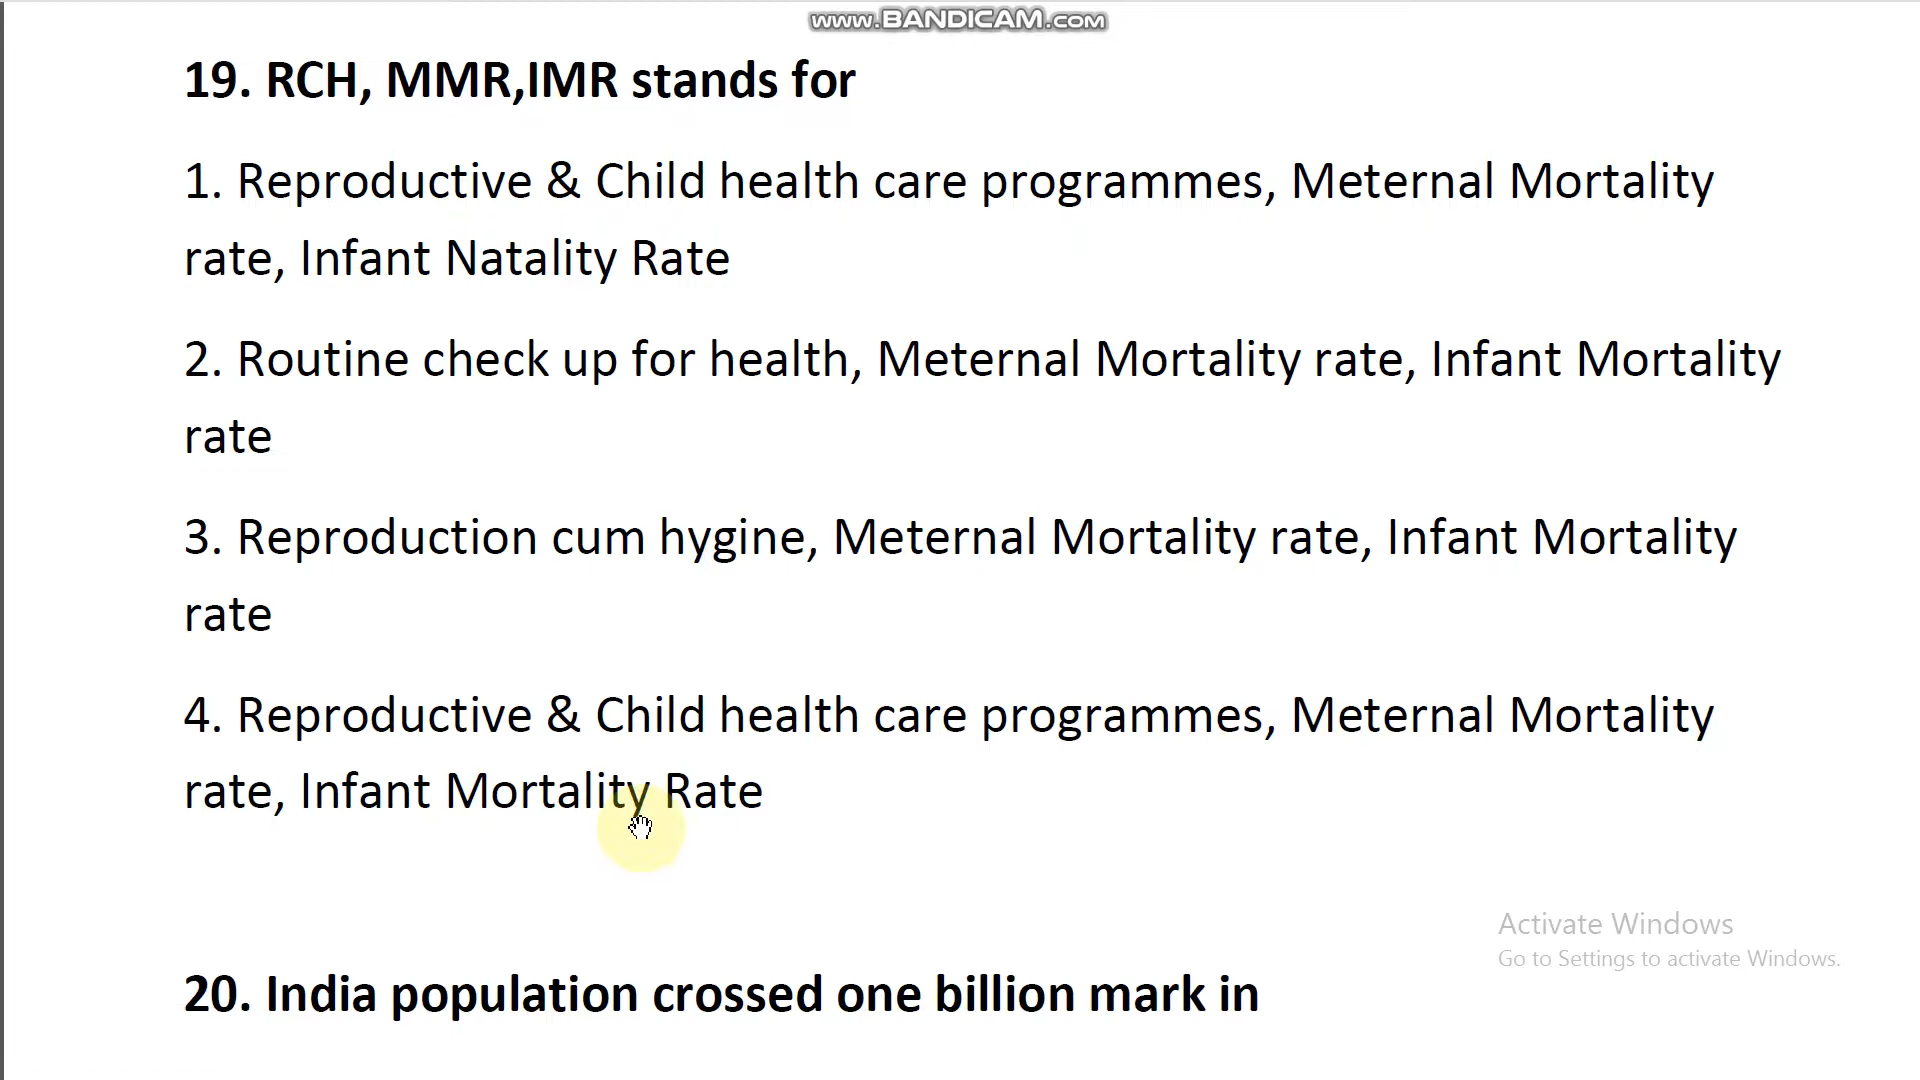 www.BANDICAM.com
19. RCH, MMR,IMR stands for
1. Reproductive & Child health care programmes, Meternal Mortality
rate, Infant Natality Rate
2. Routine check up for health, Meternal Mortality rate, Infant Mortality
rate
3. Reproduction cum hygine, Meternal Mortality rate, Infant Mortality
rate
4. Reproductive & Child health care programmes, Meternal Mortality
rate, Infant Mortality Rate
Activate Windows
Go to Settings to activate Windows.
20. India population crossed one billion mark in